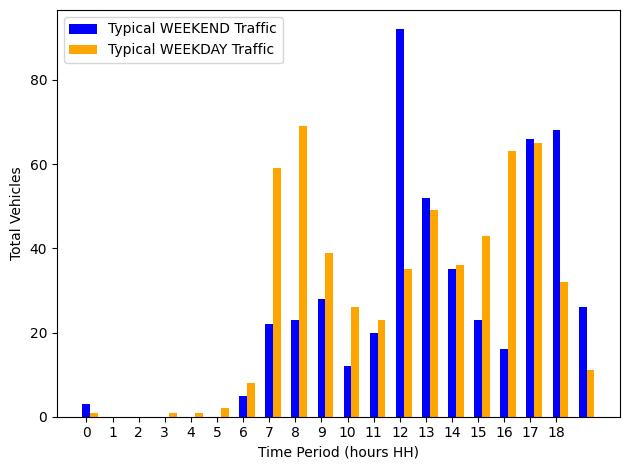 Typical WEEKEND Traffic
Typical WEEKDAY Traffic
80
60
40
20
0
Total Vehicles
0 1 2 3 4 5 6 7 8 9 10 11 12 13 14 15 16 17 18
Time Period (hours HH)